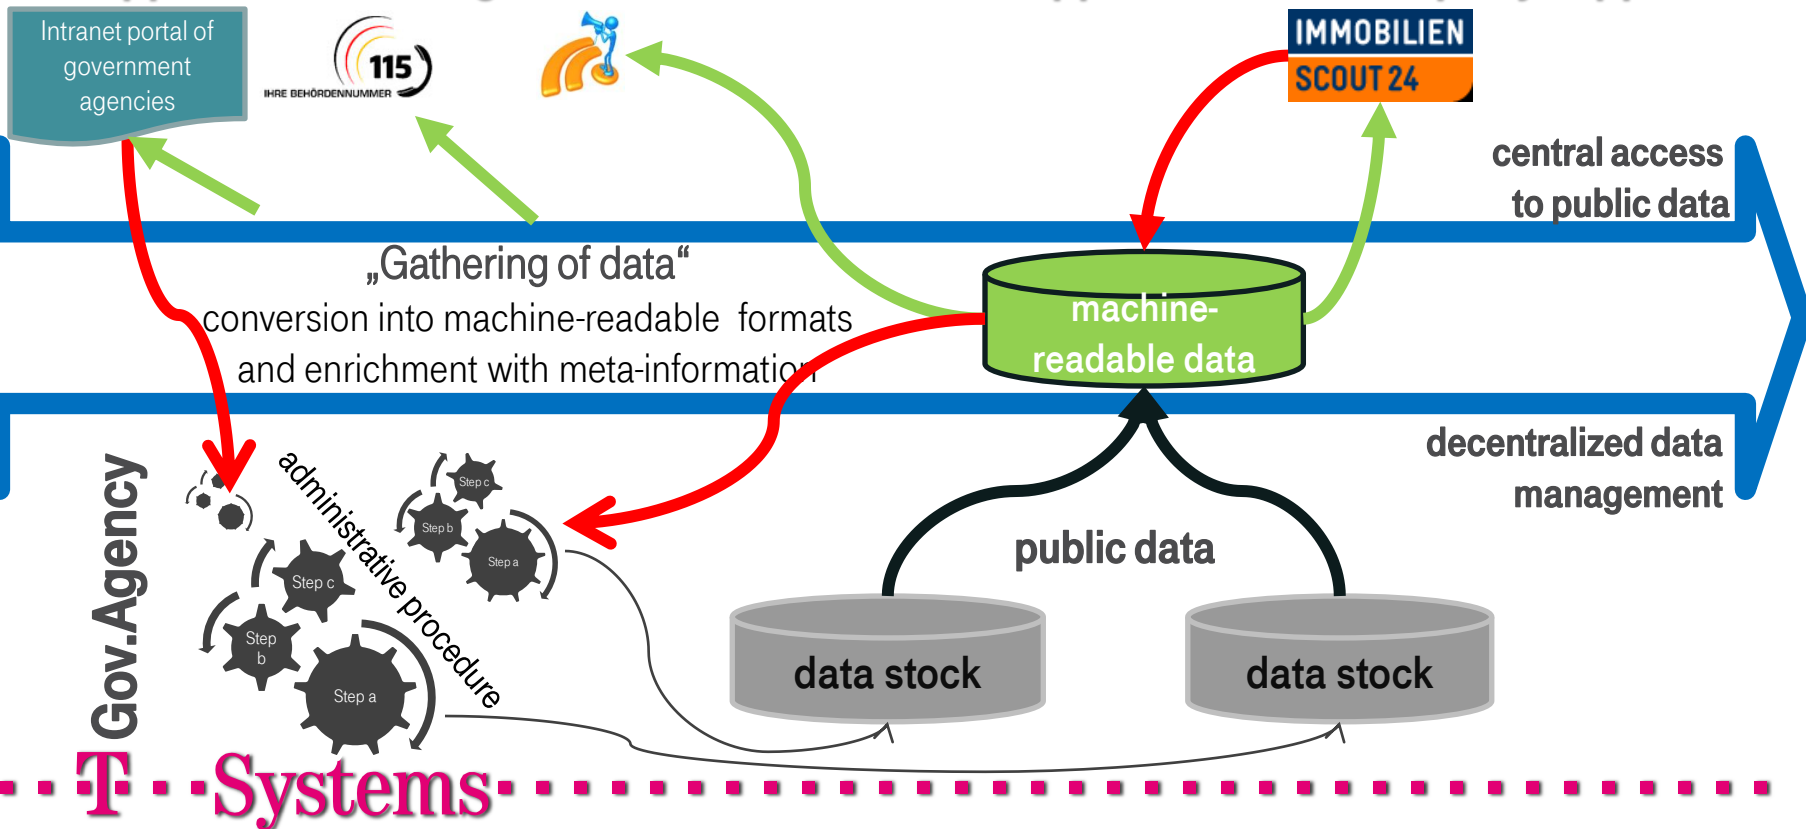 Intranet portal of
government
agencies
115
IHRE BEHÖRDENNUMMER
IMMOBILIEN
SCOUT 24
central access
to public data
„Gathering of data“
conversion into machine-readable formats
and enrichment with meta-information
machine-
readable data
decentralized data
management
Gov.Agency
administrative procedure
Step c
Step b
Step a
Step c
Step
b
Step a
public data
data stock
data stock
T Systems